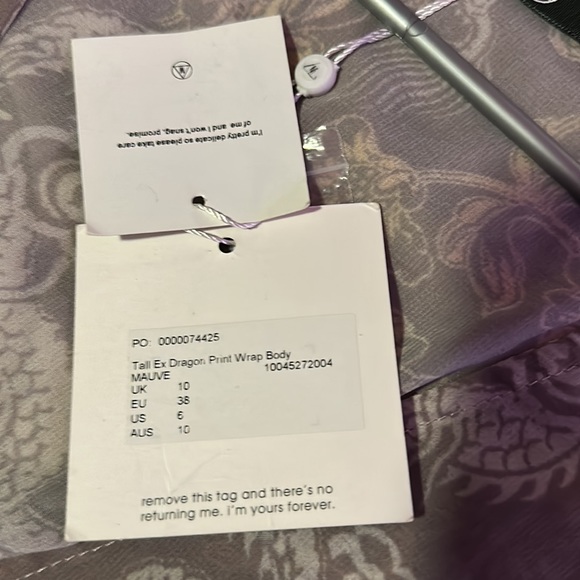 I'm pretty delicate so please take care
of me and I won't snag, promise.
PO: 0000074425
Tall Ex Dragon Print Wrap Body
MAUVE 10045272004
UK 10
EU 38
US 6
AUS 10
remove this tag and there's no
returning me. i'm yours forever.